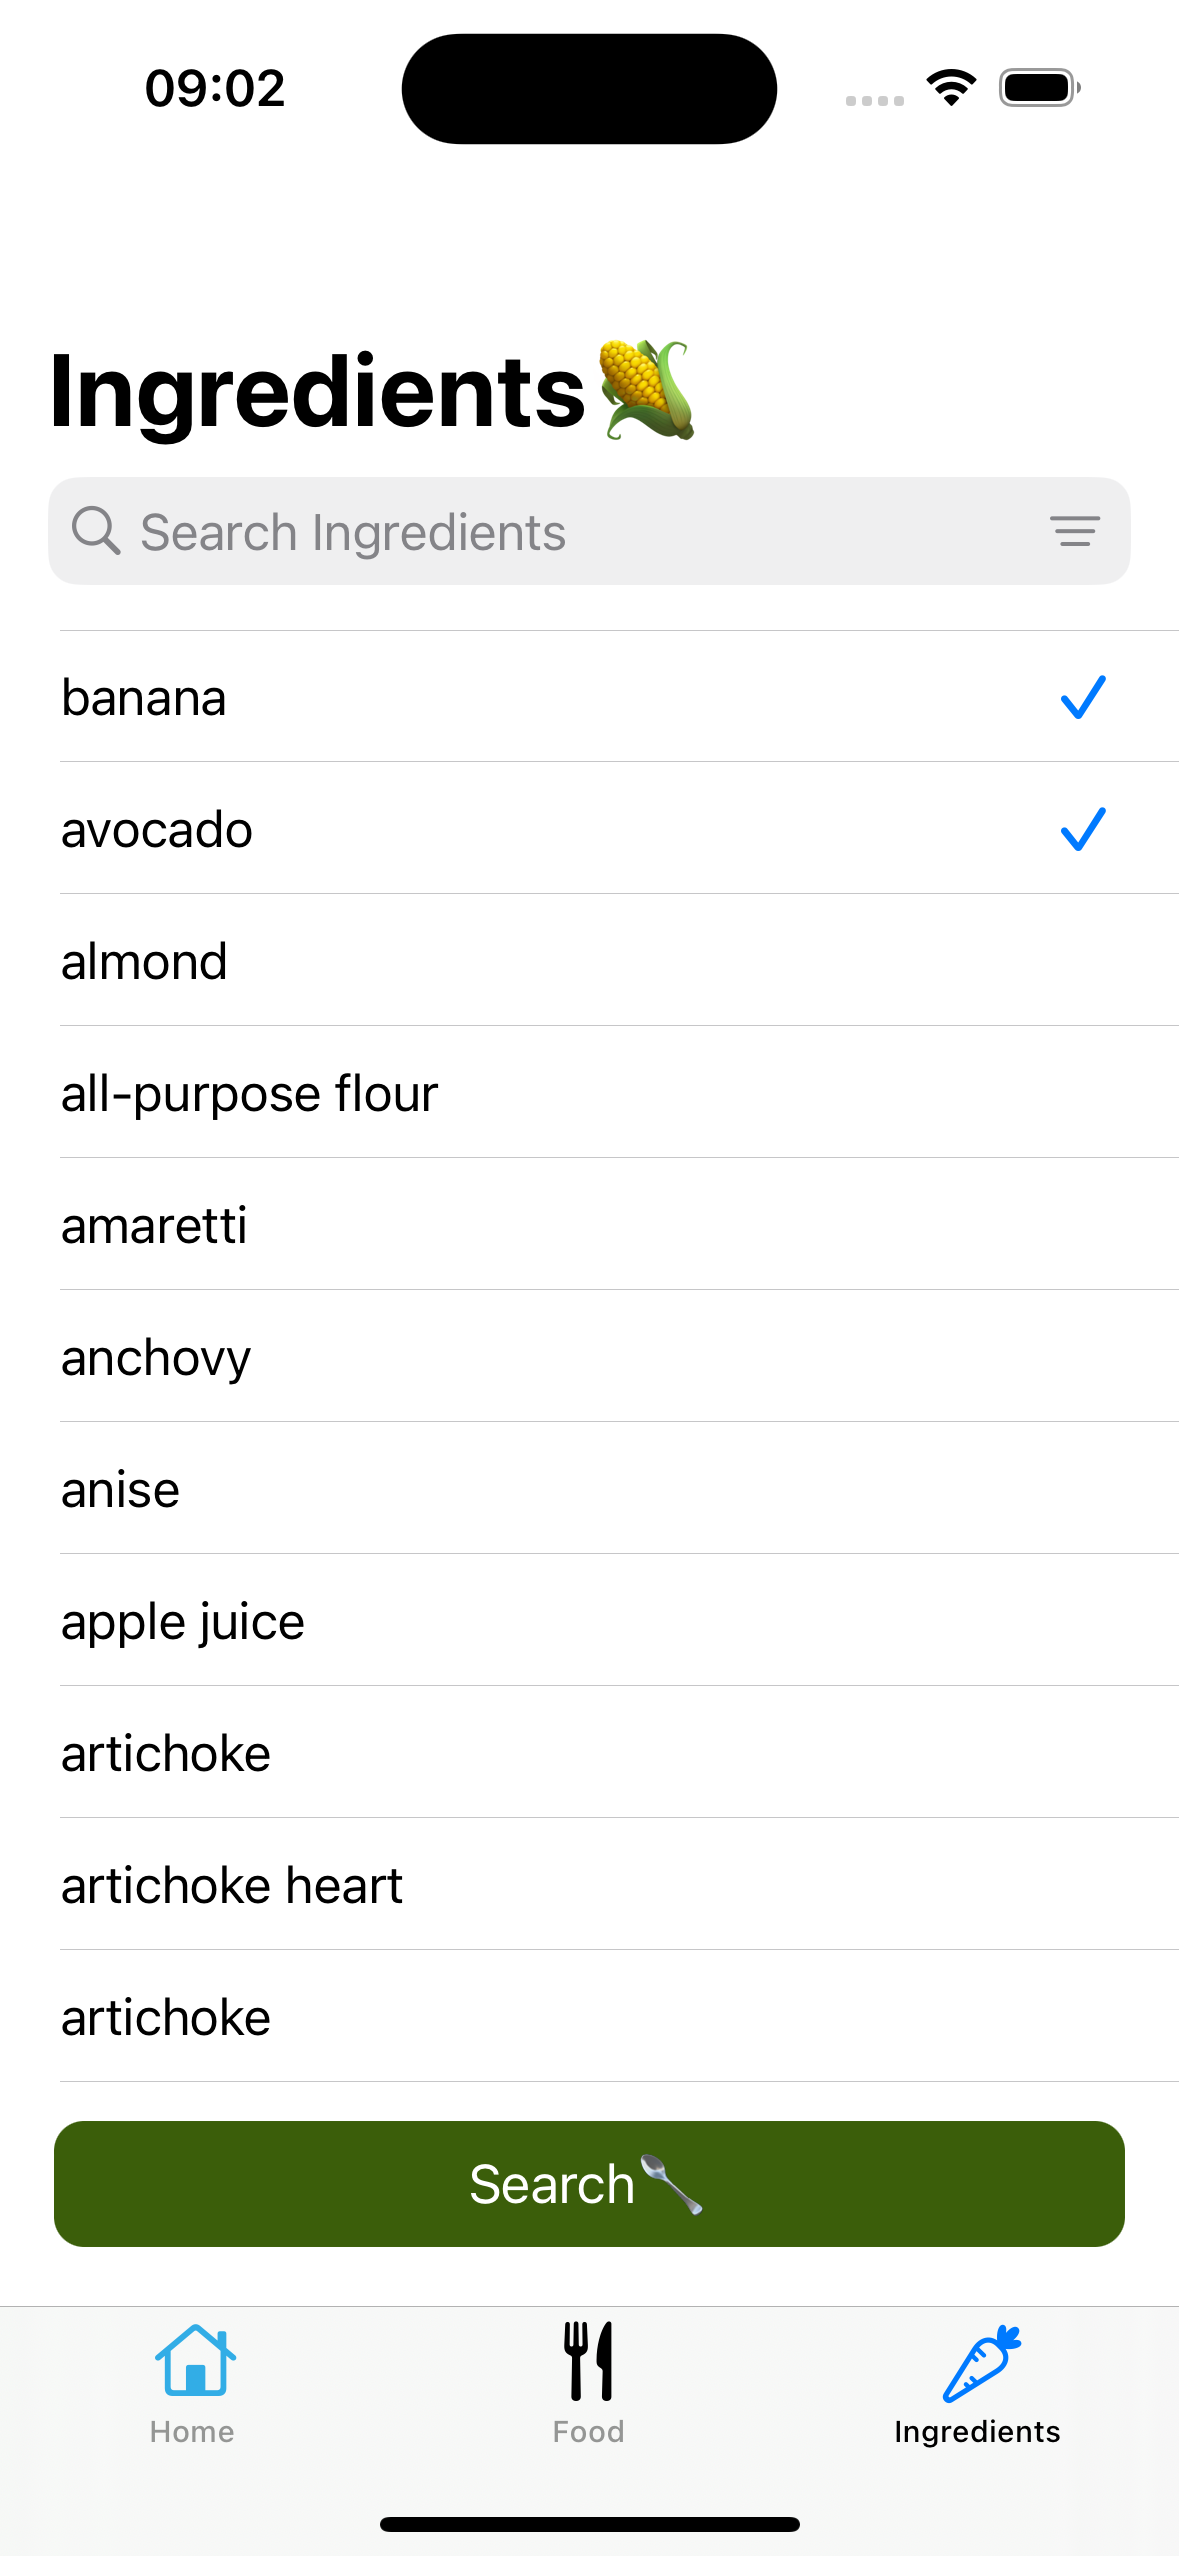 09:02
Ingredients🌽
Search Ingredients
banana
avocado
almond
all-purpose flour
amaretti
anchovy
anise
apple juice
artichoke
artichoke heart
artichoke
Search🥄
Home
Food
Ingredients